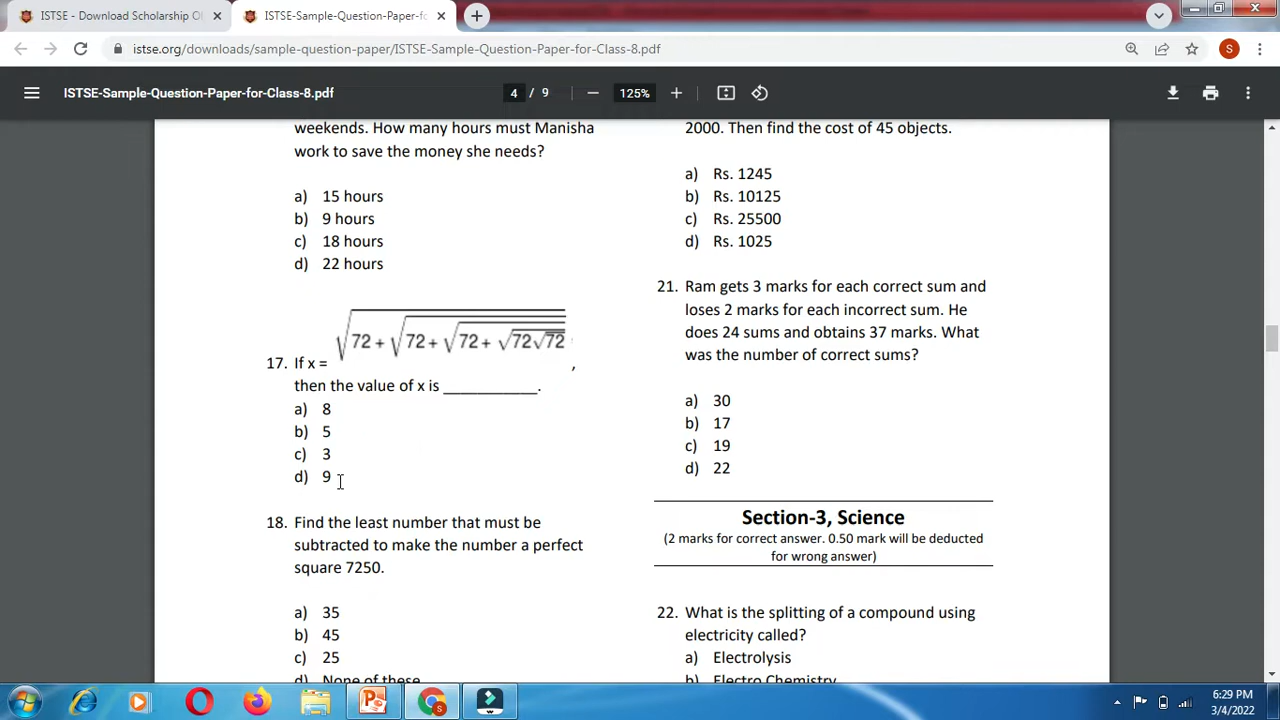 ISTSE - Download Scholarship Ol
ISTSE-Sample-Question-Paper-fo
istse.org/downloads/sample-question-paper/ISTSE-Sample-Question-Paper-for-Class-8.pdf
S
ISTSE-Sample-Question-Paper-for-Class-8.pdf
4 / 9
125%
weekends. How many hours must Manisha
work to save the money she needs?
a) 15 hours
b) 9 hours
c) 18 hours
d) 22 hours
17. If x = √72 + √72 + √72 + √72√72 ,
then the value of x is ___________.
a) 8
b) 5
c) 3
d) 9
18. Find the least number that must be
subtracted to make the number a perfect
square 7250.
a) 35
b) 45
c) 25
d) None of these
2000. Then find the cost of 45 objects.
a) Rs. 1245
b) Rs. 10125
c) Rs. 25500
d) Rs. 1025
21. Ram gets 3 marks for each correct sum and
loses 2 marks for each incorrect sum. He
does 24 sums and obtains 37 marks. What
was the number of correct sums?
a) 30
b) 17
c) 19
d) 22
Section-3, Science
(2 marks for correct answer. 0.50 mark will be deducted
for wrong answer)
22. What is the splitting of a compound using
electricity called?
a) Electrolysis
b) Electro Chemistry
6:29 PM
3/4/2022